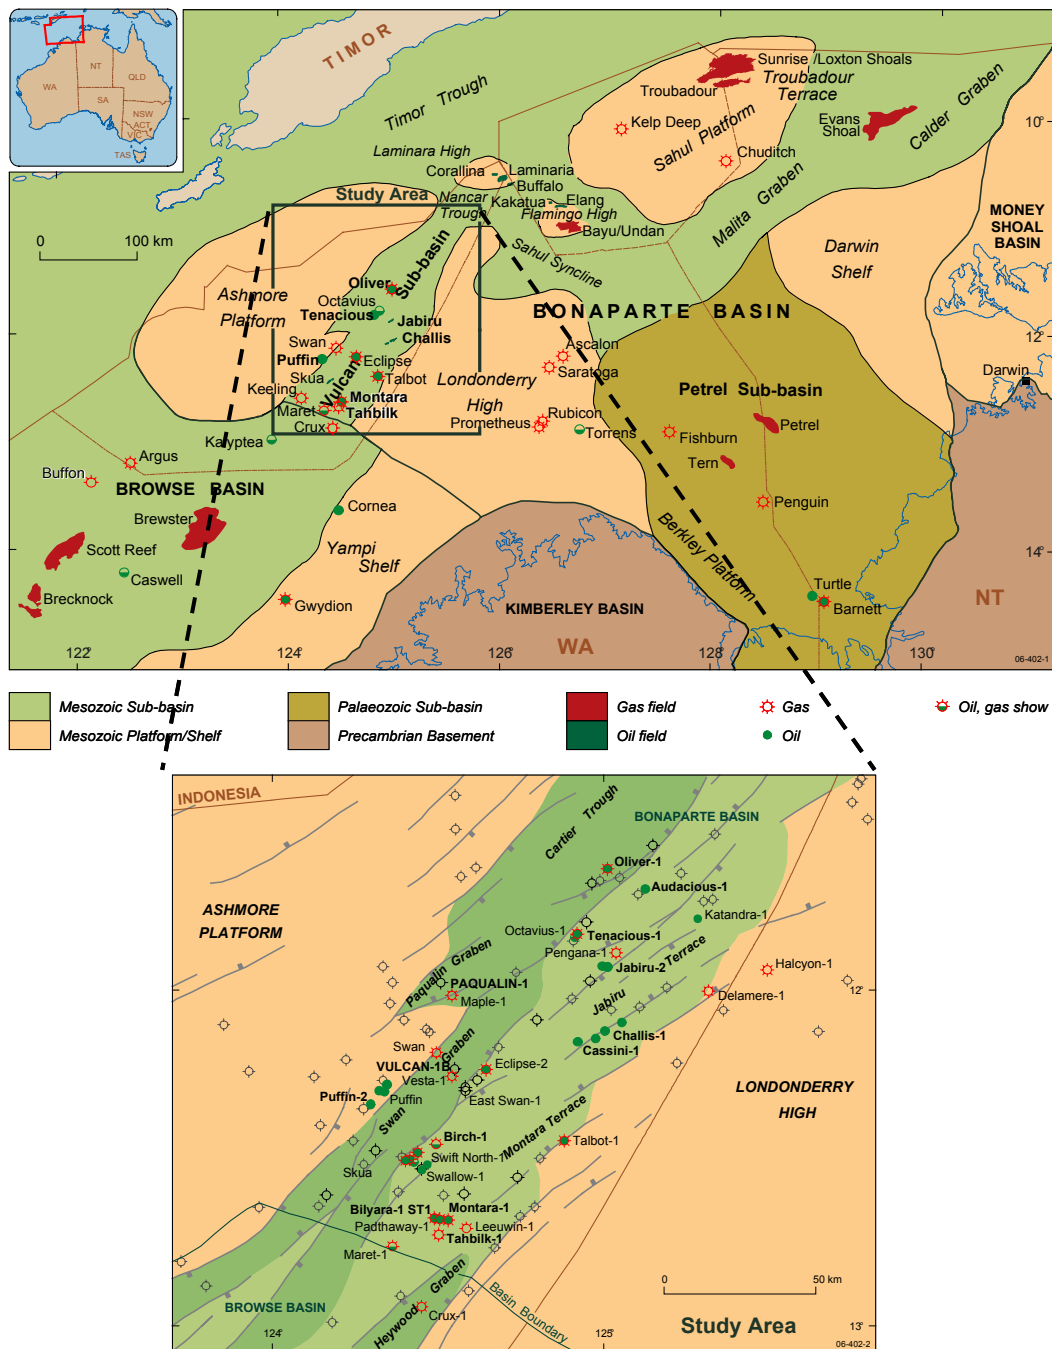 NT
WA
QLD
SA
NSW
ACT
VIC
TAS
TIMOR
Timor Trough
Sunrise /Loxton Shoals
Troubadour
Terrace
Troubadour
Evans
Shoal
Calder Graben
10°
Kelp Deep
Sahul Platform
Chuditch
Malita Graben
Laminara High
Corallina
Laminaria
Buffalo
Kakatua
Elang
Nancar
Trough
Flamingo High
Bayu/Undan
Sahul Syncline
MONEY
SHOAL
BASIN
Darwin
Shelf
Study Area
0
100 km
Oliver
Sub-basin
Octavius
Tenacious
Jabiru
Challis
Ashmore
Platform
BONAPARTE BASIN
12°
Swan
Puffin
Eclipse
Skua
Talbot
Vulcan
Keeling
Montara
Maret
Tahbilk
Crux
Kalyptea
Ascalon
Saratoga
Londonderry
High
Rubicon
Prometheus
Torrens
Darwin
Petrel Sub-basin
Petrel
Fishburn
Tern
Penguin
Argus
Buffon
BROWSE BASIN
Brewster
Cornea
Scott Reef
Caswell
Yampi
Shelf
Brecknock
Gwydion
14°
Berkley Platform
Turtle
Barnett
KIMBERLEY BASIN
WA
NT
122°
124°
126°
128°
130°
06-402-1
Mesozoic Sub-basin
Palaeozoic Sub-basin
Gas field
Gas
Oil, gas show
Mesozoic Platform/Shelf
Precambrian Basement
Oil field
Oil
INDONESIA
Cartier Trough
BONAPARTE BASIN
Oliver-1
Audacious-1
Katandra-1
ASHMORE
PLATFORM
Octavius-1
Tenacious-1
Pengana-1
Jabiru-2
Jabiru Terrace
Halcyon-1
Delamere-1
12°
Paqualin Graben
PAQUALIN-1
Maple-1
Challis-1
Cassini-1
Swan
Swan Graben
VULCAN-1B
Vesta-1
Eclipse-2
East Swan-1
Puffin-2
Puffin
LONDONDERRY
HIGH
Montara Terrace
Birch-1
Talbot-1
Swift North-1
Skua
Swallow-1
Bilyara-1 ST1
Montara-1
Padthaway-1
Leeuwin-1
Tahbilk-1
Maret-1
Heywood Graben
Crux-1
Basin Boundary
BROWSE BASIN
0
50 km
Study Area
124°
125°
13°
06-402-2